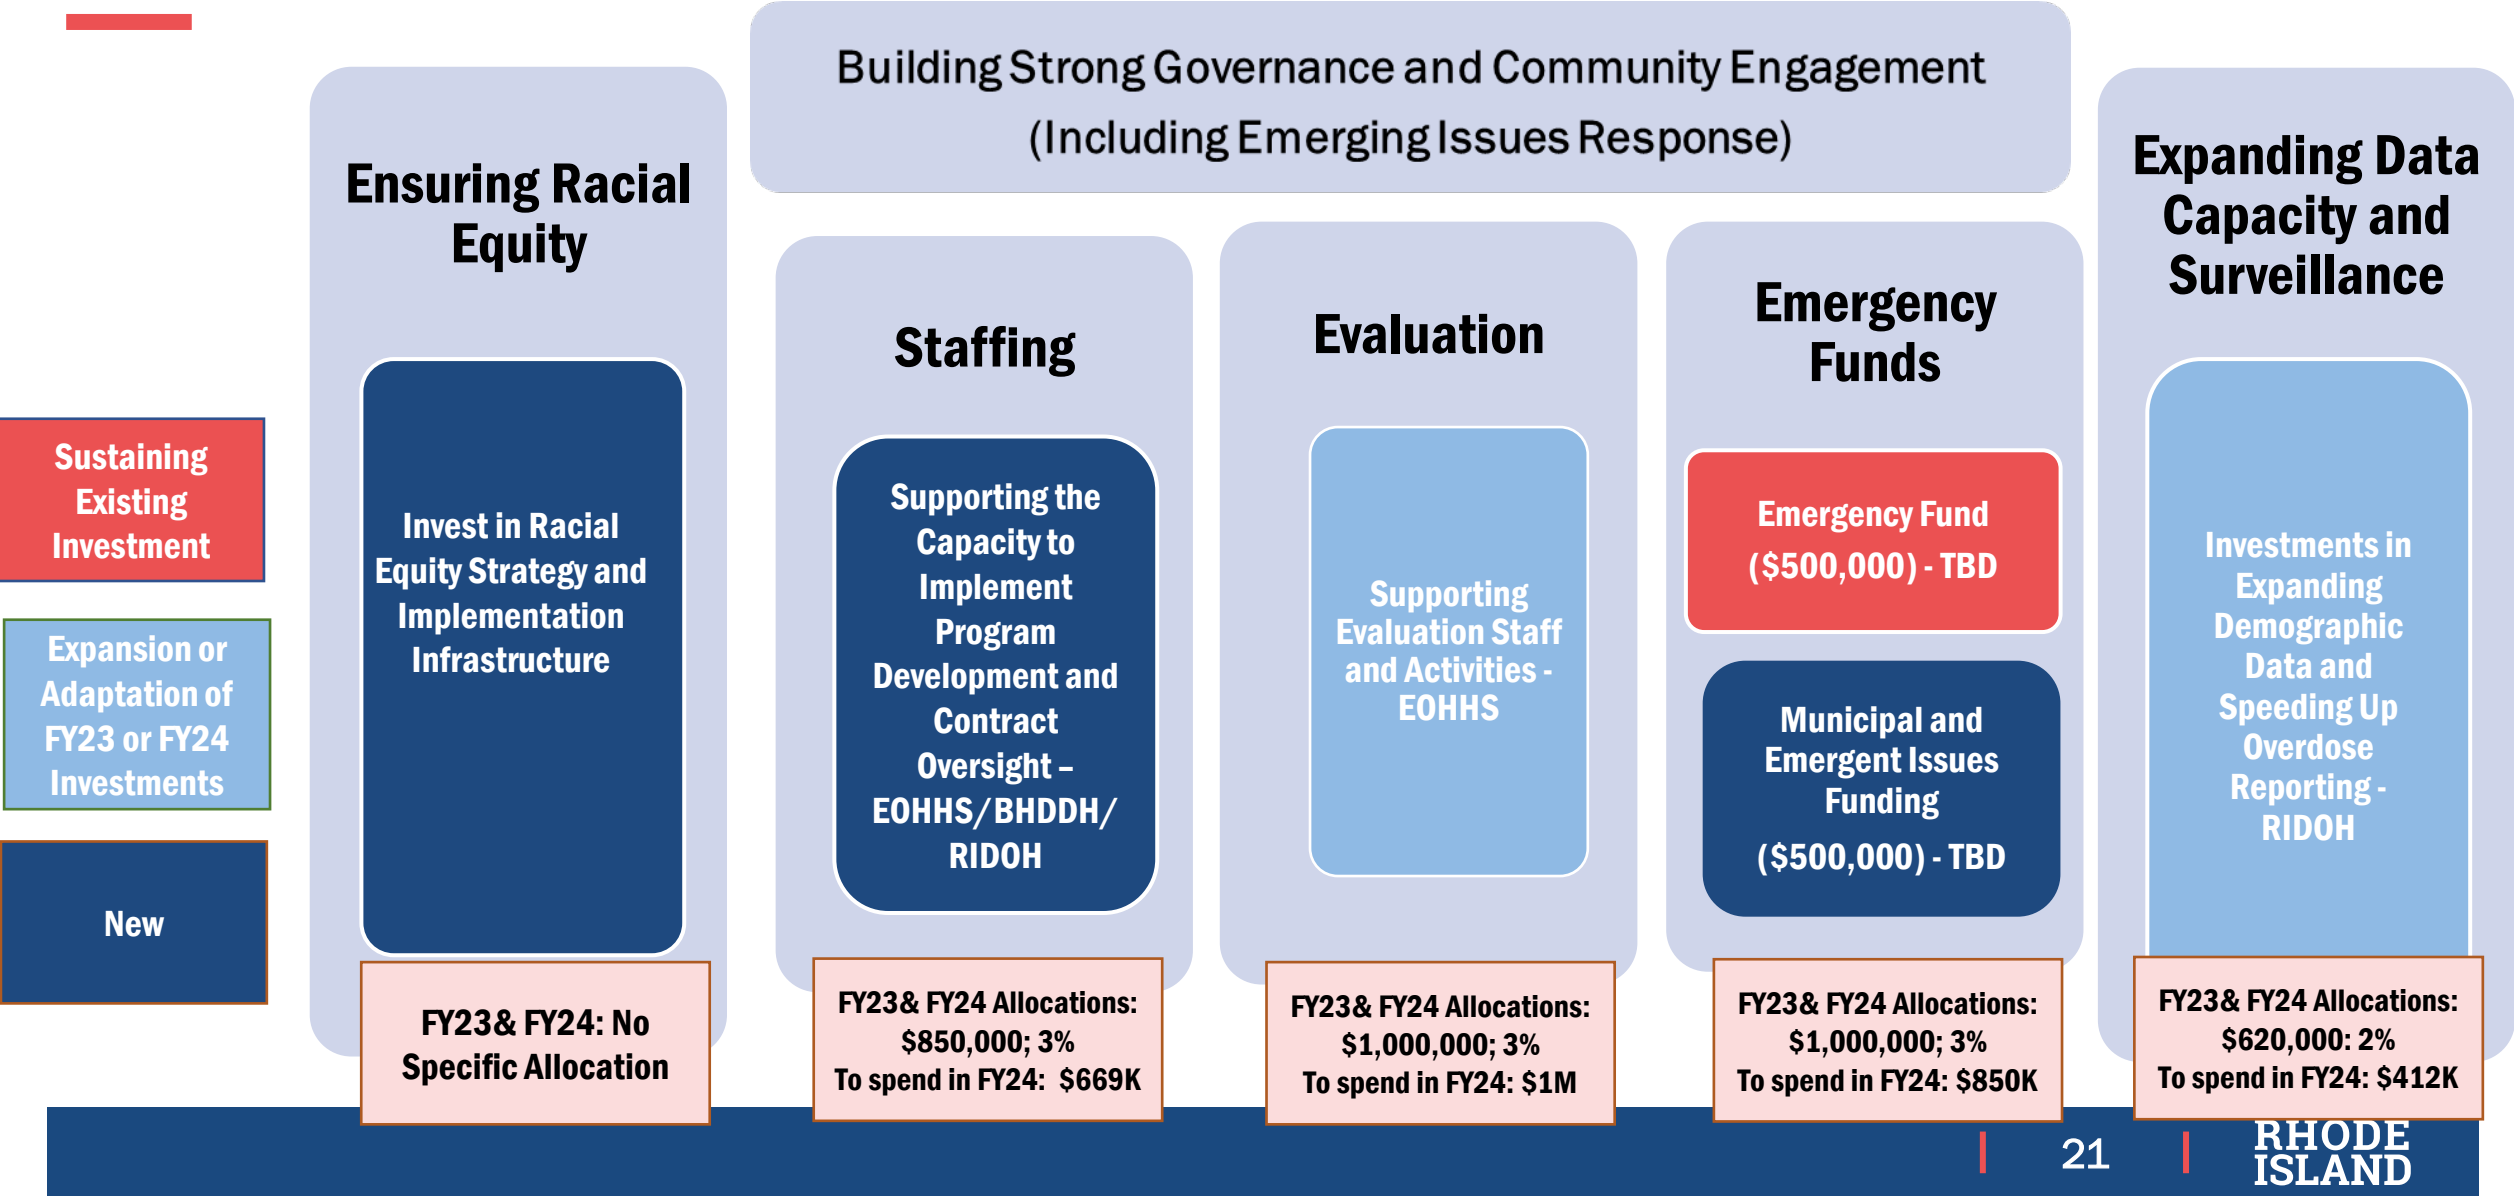 Building Strong Governance and Community Engagement
(Including Emerging Issues Response)
Sustaining
Existing
Investment
Expansion or
Adaptation of
FY23 or FY24
Investments
New
Ensuring Racial
Equity
Invest in Racial
Equity Strategy and
Implementation
Infrastructure
FY23& FY24: No
Specific Allocation
Staffing
Supporting the
Capacity to
Implement
Program
Development and
Contract
Oversight –
EOHHS/BHDDH/
RIDOH
FY23& FY24 Allocations:
$850,000; 3%
To spend in FY24: $669K
Evaluation
Supporting
Evaluation Staff
and Activities -
EOHHS
FY23& FY24 Allocations:
$1,000,000; 3%
To spend in FY24: $1M
Emergency
Funds
Emergency Fund
($500,000) - TBD
Municipal and
Emergent Issues
Funding
($500,000) - TBD
FY23& FY24 Allocations:
$1,000,000; 3%
To spend in FY24: $850K
Expanding Data
Capacity and
Surveillance
Investments in
Expanding
Demographic
Data and
Speeding Up
Overdose
Reporting -
RIDOH
FY23& FY24 Allocations:
$620,000: 2%
To spend in FY24: $412K
21
RHODE
ISLAND